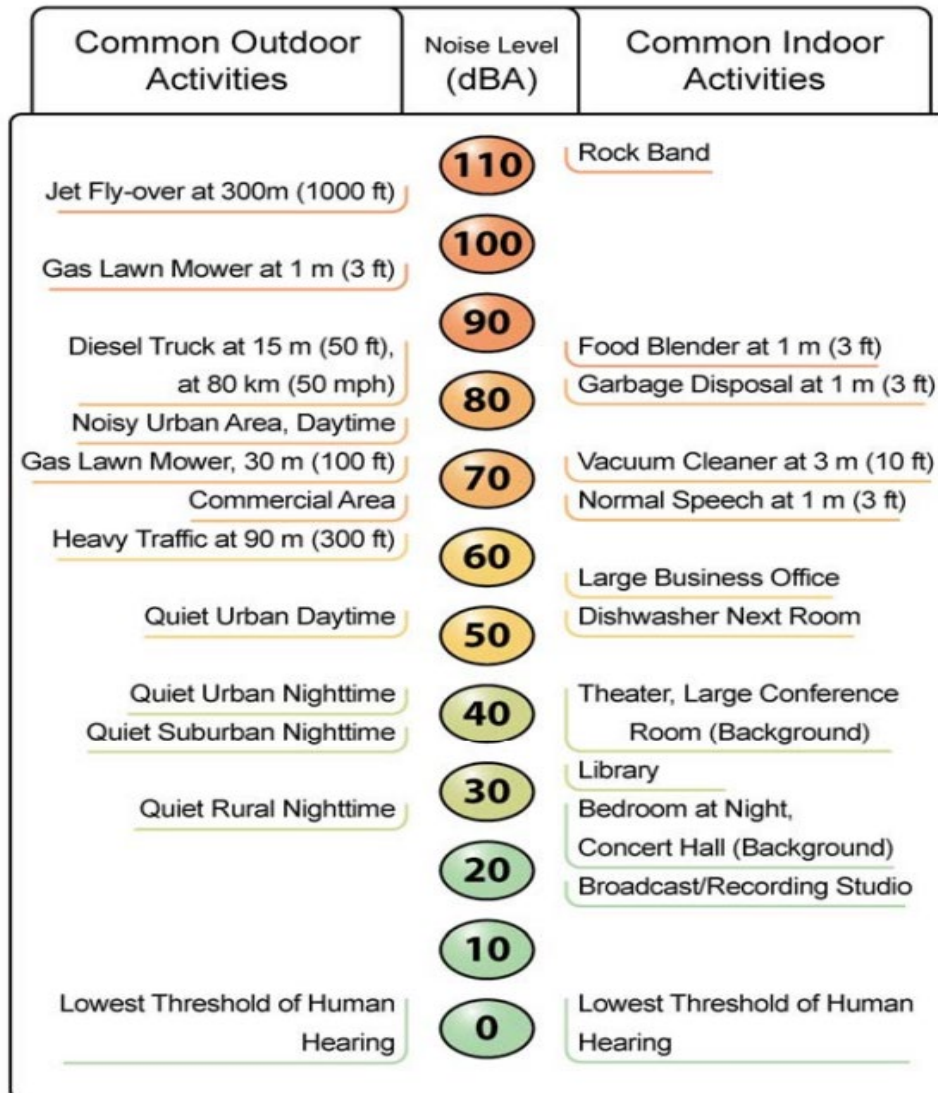 Common Outdoor
Activities
Noise Level
(dBA)
Common Indoor
Activities
110
Rock Band
Jet Fly-over at 300m (1000 ft)
100
Gas Lawn Mower at 1 m (3 ft)
90
Diesel Truck at 15 m (50 ft),
at 80 km (50 mph)
Food Blender at 1 m (3 ft)
Garbage Disposal at 1 m (3 ft)
80
Noisy Urban Area, Daytime
Gas Lawn Mower, 30 m (100 ft)
70
Vacuum Cleaner at 3 m (10 ft)
Commercial Area
Normal Speech at 1 m (3 ft)
Heavy Traffic at 90 m (300 ft)
60
Large Business Office
Quiet Urban Daytime
50
Dishwasher Next Room
Quiet Urban Nighttime
40
Theater, Large Conference
Room (Background)
Quiet Suburban Nighttime
30
Library
Quiet Rural Nighttime
Bedroom at Night,
Concert Hall (Background)
20
Broadcast/Recording Studio
10
Lowest Threshold of Human
Hearing
0
Lowest Threshold of Human
Hearing